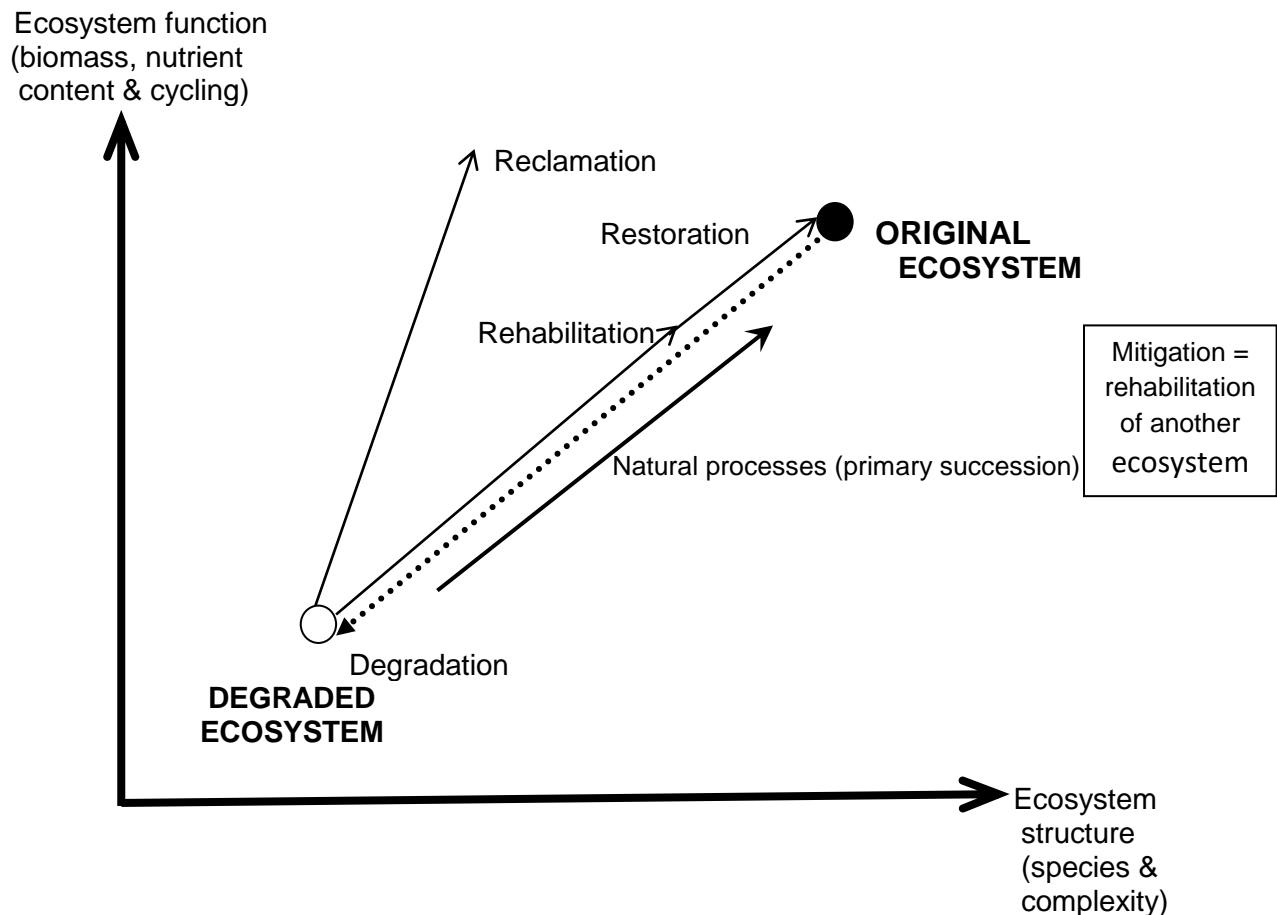 Ecosystem function
(biomass, nutrient
content & cycling)
Reclamation
Restoration
ORIGINAL
ECOSYSTEM
Rehabilitation
Mitigation =
rehabilitation
of another
ecosystem
Natural processes (primary succession)
Degradation
DEGRADED
ECOSYSTEM
Ecosystem
structure
(species &
complexity)